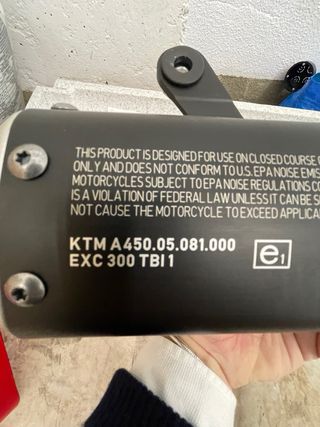 THIS PRODUCT IS DESIGNED FOR USE ON CLOSED COURSE
ONLY AND DOES NOT CONFORM TO U.S. EPA NOISE EMIS
MOTORCYCLES SUBJECT TO EPA NOISE REGULATIONS CO
IS A VIOLATION OF FEDERAL LAW UNLESS IT CAN BE S
NOT CAUSE THE MOTORCYCLE TO EXCEED APPLICA
KTM A450.05.081.000
EXC 300 TBI 1
e1